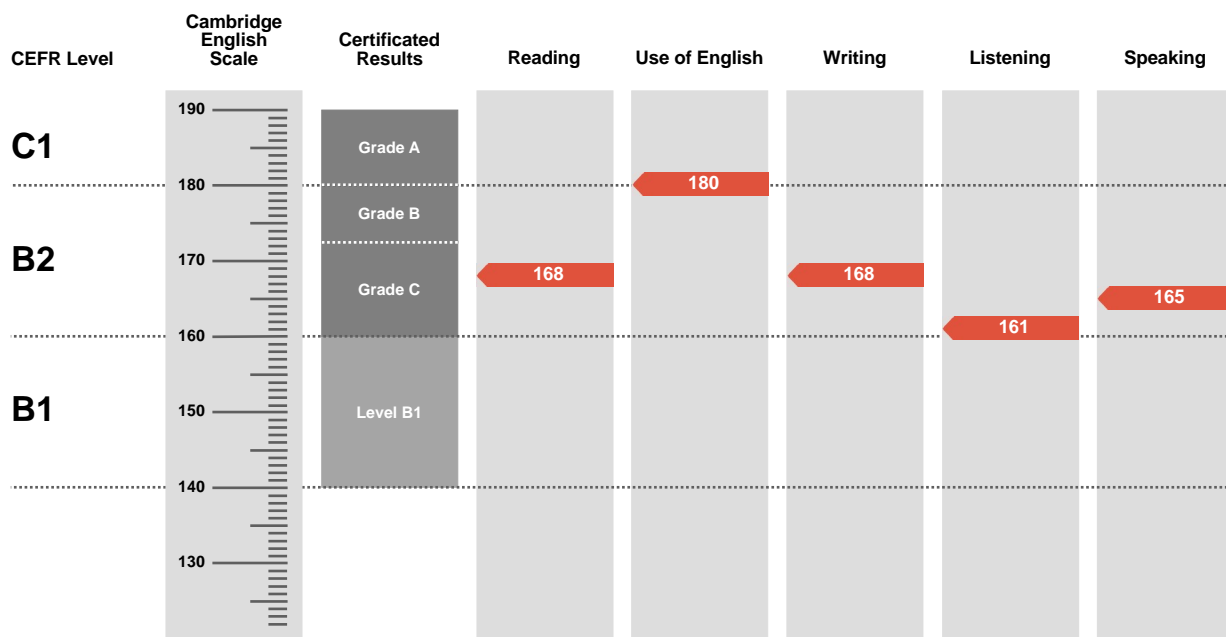 CEFR Level
Cambridge
English
Scale
Certificated
Results
Reading
Use of English
Writing
Listening
Speaking
190
C1
Grade A
180
180
Grade B
B2
170
168
168
Grade C
165
161
160
B1
150
Level B1
140
130